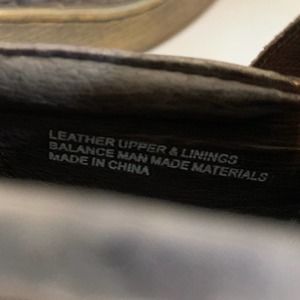 LEATHER UPPER & LININGS
BALANCE MAN MADE MATERIALS
MADE IN CHINA